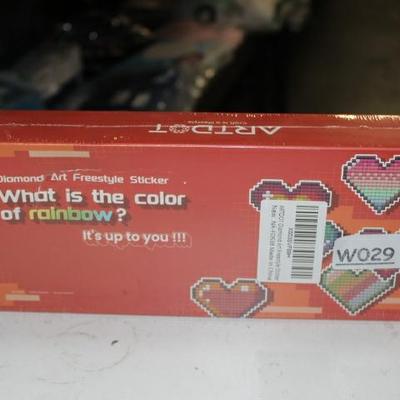 ARTDOT
Diamond Art Freestyle Sticker
What is the color
of rainbow?
It's up to you !!!
W029